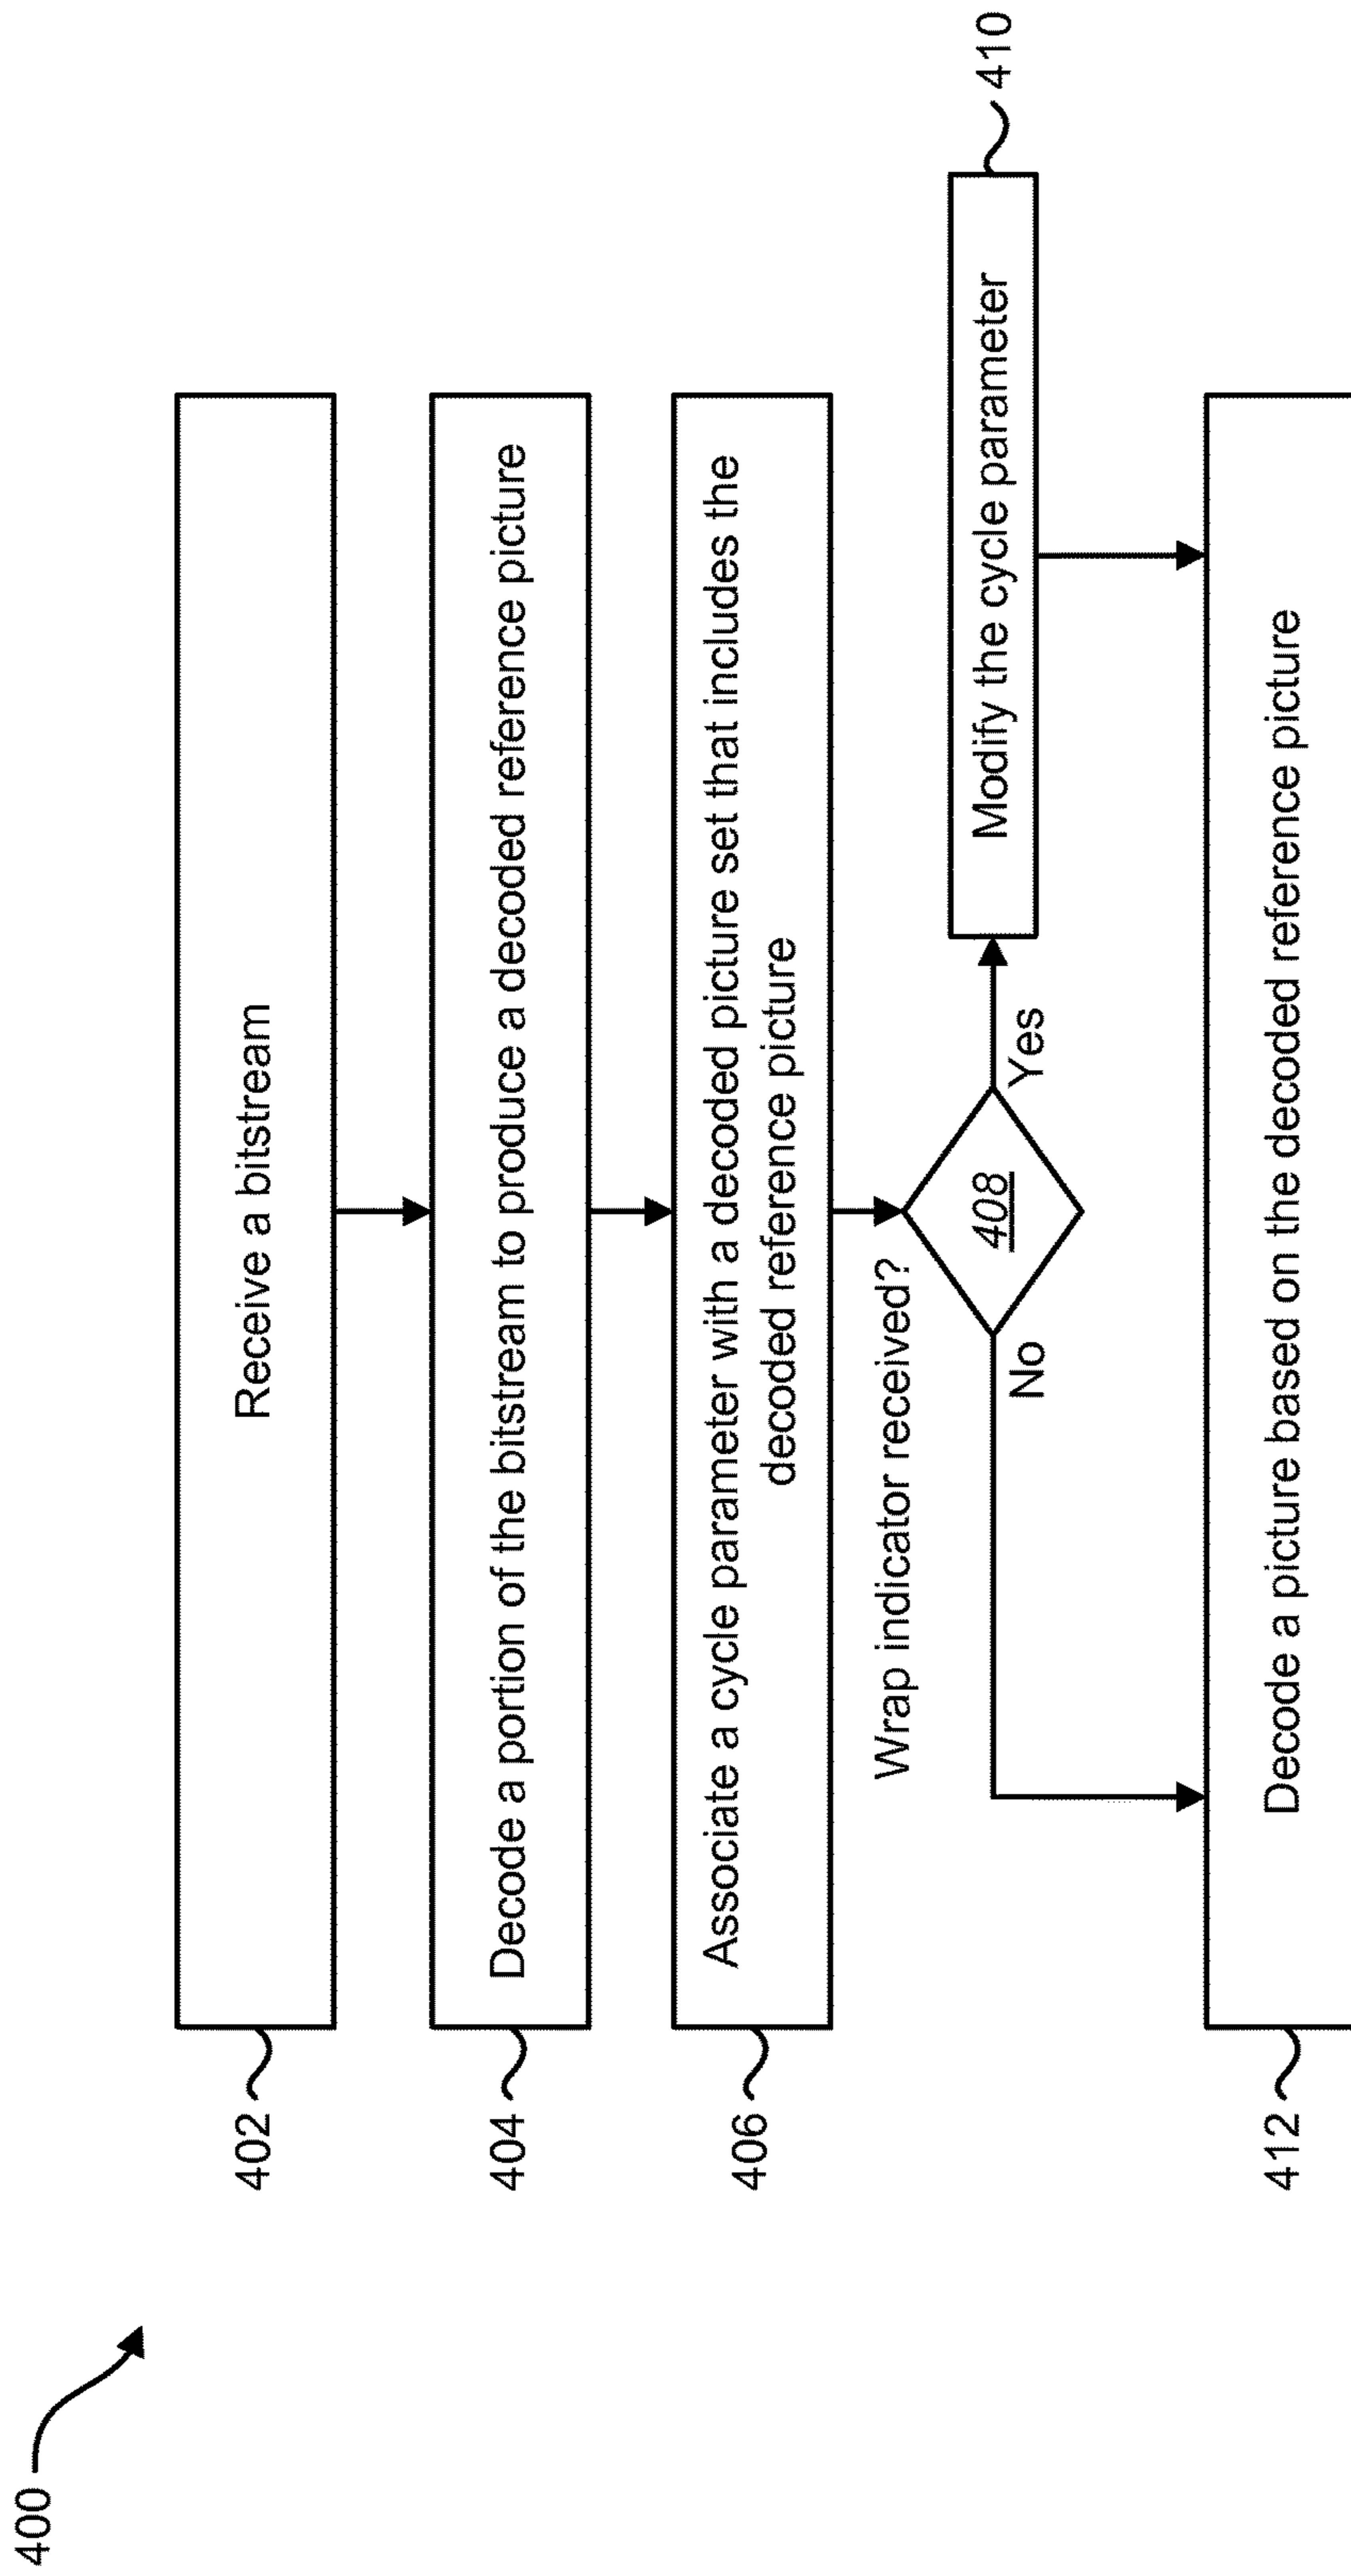 400
402
Receive a bitstream
404
Decode a portion of the bitstream to produce a decoded reference picture
406
Associate a cycle parameter with a decoded picture set that includes the
decoded reference picture
Wrap indicator received?
408
No
Yes
Modify the cycle parameter
410
412
Decode a picture based on the decoded reference picture